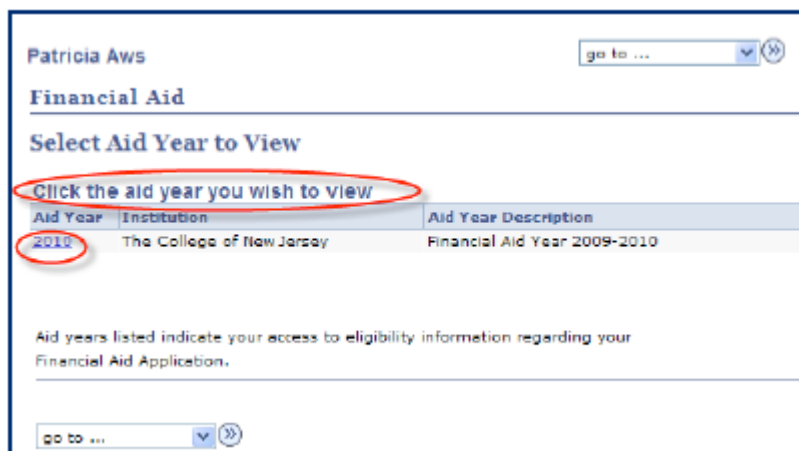 Patricia Aws
go to ...
Financial Aid
Select Aid Year to View
Click the aid year you wish to view
Aid Year Institution Aid Year Description
2010 The College of New Jersey Financial Aid Year 2009-2010
Aid years listed indicate your access to eligibility information regarding your
Financial Aid Application.
go to ...